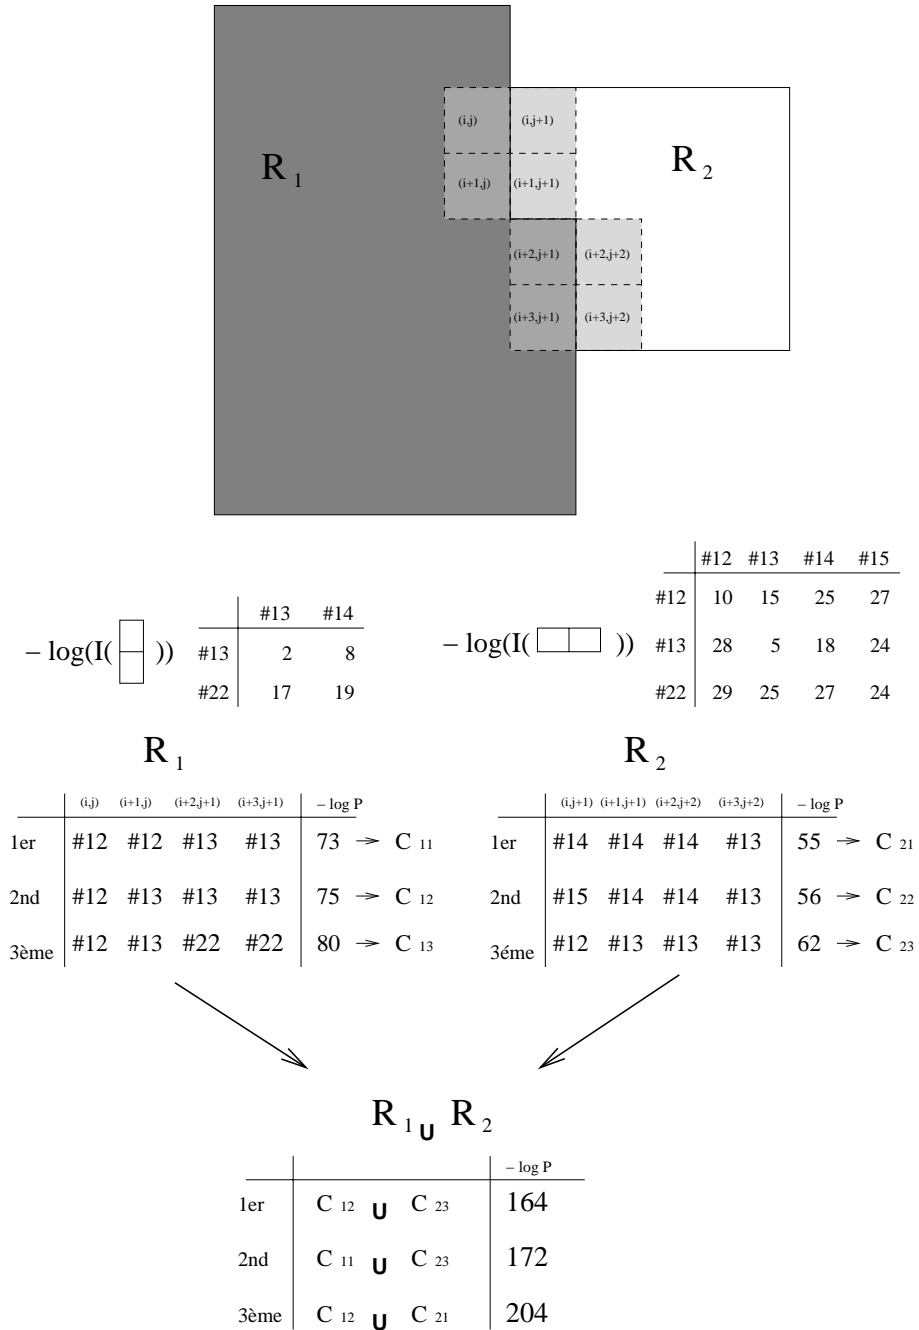 (i,j) (i,j+1)
R 1 R 2
(i+1,j) (i+1,j+1)
(i+2,j+1) (i+2,j+2)
(i+3,j+1) (i+3,j+2)
#12 #13 #14 #15
#12 10 15 25 27
#13 28 5 18 24
#22 29 25 27 24
− log(I( ))
#13 #14
#13 2 8
#22 17 19
− log(I( ))
R 1
(i,j) (i+1,j) (i+2,j+1) (i+3,j+1) − log P
1er #12 #12 #13 #13 73 → C 11
2nd #12 #13 #13 #13 75 → C 12
3ème #12 #13 #22 #22 80 → C 13
R 2
(i,j+1) (i+1,j+1) (i+2,j+2) (i+3,j+2) − log P
1er #14 #14 #14 #13 55 → C 21
2nd #15 #14 #14 #13 56 → C 22
3éme #12 #13 #13 #13 62 → C 23
R 1 U R 2
− log P
1er C 12 U C 23 164
2nd C 11 U C 23 172
3ème C 12 U C 21 204